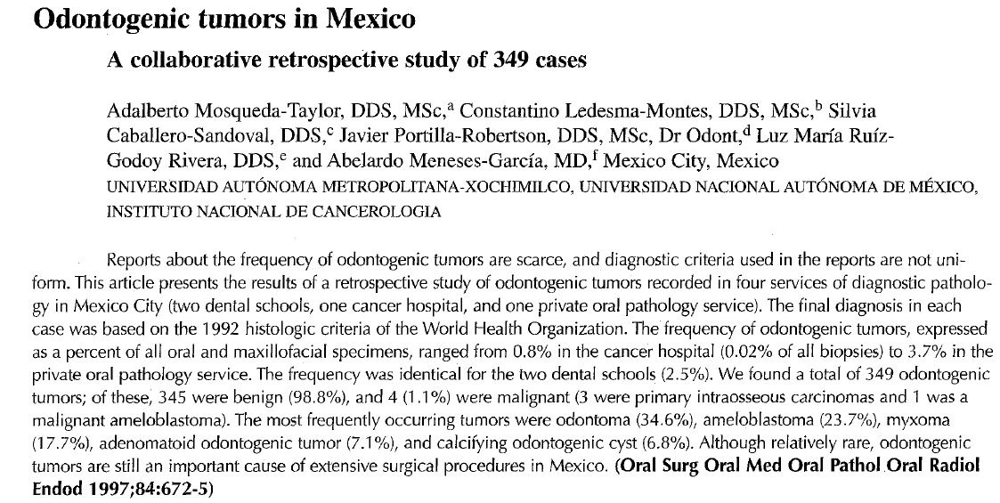 Odontogenic tumors in Mexico
A collaborative retrospective study of 349 cases
Adalberto Mosqueda-Taylor, DDS, MSc,a Constantino Ledesma-Montes, DDS, MSc,b Silvia
Caballero-Sandoval, DDS,c Javier Portilla-Robertson, DDS, MSc, Dr Odont,d Luz María Ruíz-
Godoy Rivera, DDS,e and Abelardo Meneses-García, MD,f Mexico City, Mexico
UNIVERSIDAD AUTÓNOMA METROPOLITANA-XOCHIMILCO, UNIVERSIDAD NACIONAL AUTÓNOMA DE MÉXICO,
INSTITUTO NACIONAL DE CANCEROLOGIA
Reports about the frequency of odontogenic tumors are scarce, and diagnostic criteria used in the reports are not uni-
form. This article presents the results of a retrospective study of odontogenic tumors recorded in four services of diagnostic patholo-
gy in Mexico City (two dental schools, one cancer hospital, and one private oral pathology service). The final diagnosis in each
case was based on the 1992 histologic criteria of the World Health Organization. The frequency of odontogenic tumors, expressed
as a percent of all oral and maxillofacial specimens, ranged from 0.8% in the cancer hospital (0.02% of all biopsies) to 3.7% in the
private oral pathology service. The frequency was identical for the two dental schools (2.5%). We found a total of 349 odontogenic
tumors; of these, 345 were benign (98.8%), and 4 (1.1%) were malignant (3 were primary intraosseous carcinomas and 1 was a
malignant ameloblastoma). The most frequently occurring tumors were odontoma (34.6%), ameloblastoma (23.7%), myxoma
(17.7%), adenomatoid odontogenic tumor (7.1%), and calcifying odontogenic cyst (6.8%). Although relatively rare, odontogenic
tumors are still an important cause of extensive surgical procedures in Mexico. (Oral Surg Oral Med Oral Pathol Oral Radiol
Endod 1997;84:672-5)